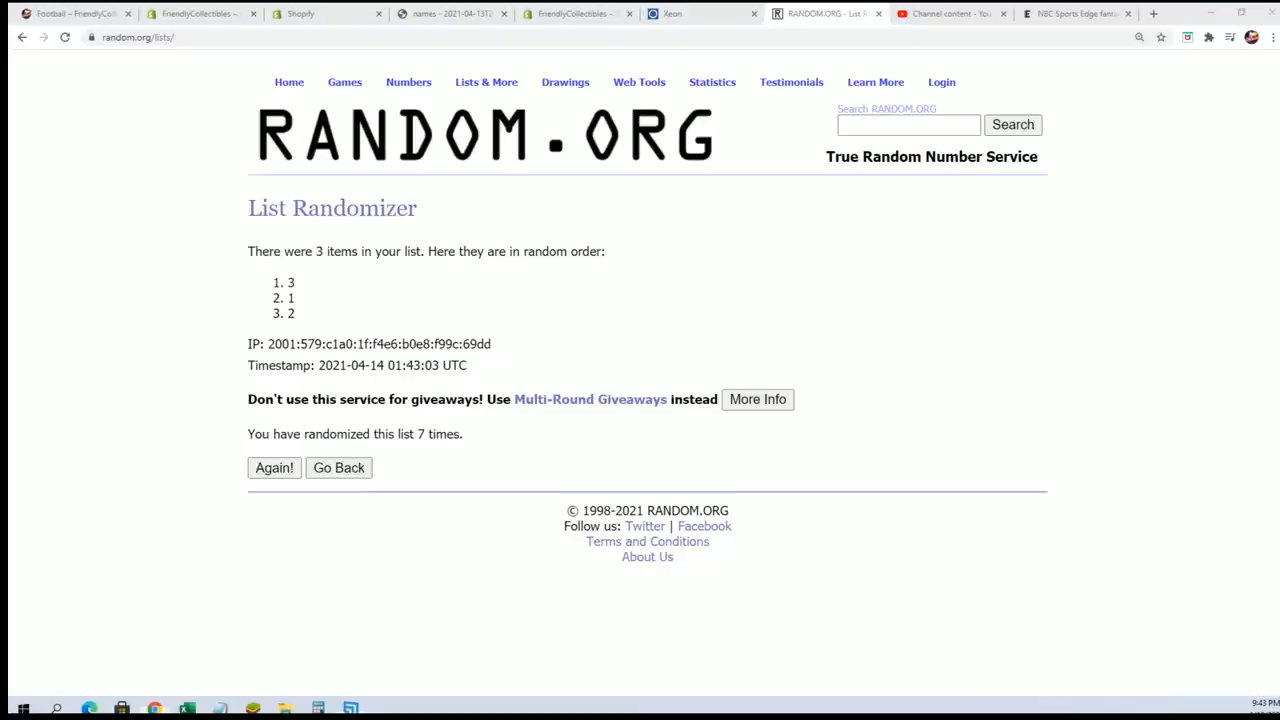 Football – FriendlyCollectibles – FriendlyCollectibles – Shopify names - 2021-04-13T2 FriendlyCollectibles – Xeon RANDOM.ORG - List NBC Sports Edge
Channel content - You
random.org/lists/
Home Games Numbers Lists & More Drawings Web Tools Statistics Testimonials Learn More Login
RANDOM.ORG
Search RANDOM.ORG
Search
True Random Number Service
List Randomizer
There were 3 items in your list. Here they are in random order:
1. 3
2. 1
3. 2
IP: 2001:579:c1a0:1f:f4e6:b0e8:f99c:69dd
Timestamp: 2021-04-14 01:43:03 UTC
Don't use this service for giveaways! Use Multi-Round Giveaways instead More Info
You have randomized this list 7 times.
Again! Go Back
© 1998-2021 RANDOM.ORG
Follow us: Twitter | Facebook
Terms and Conditions
About Us
9:43 PM